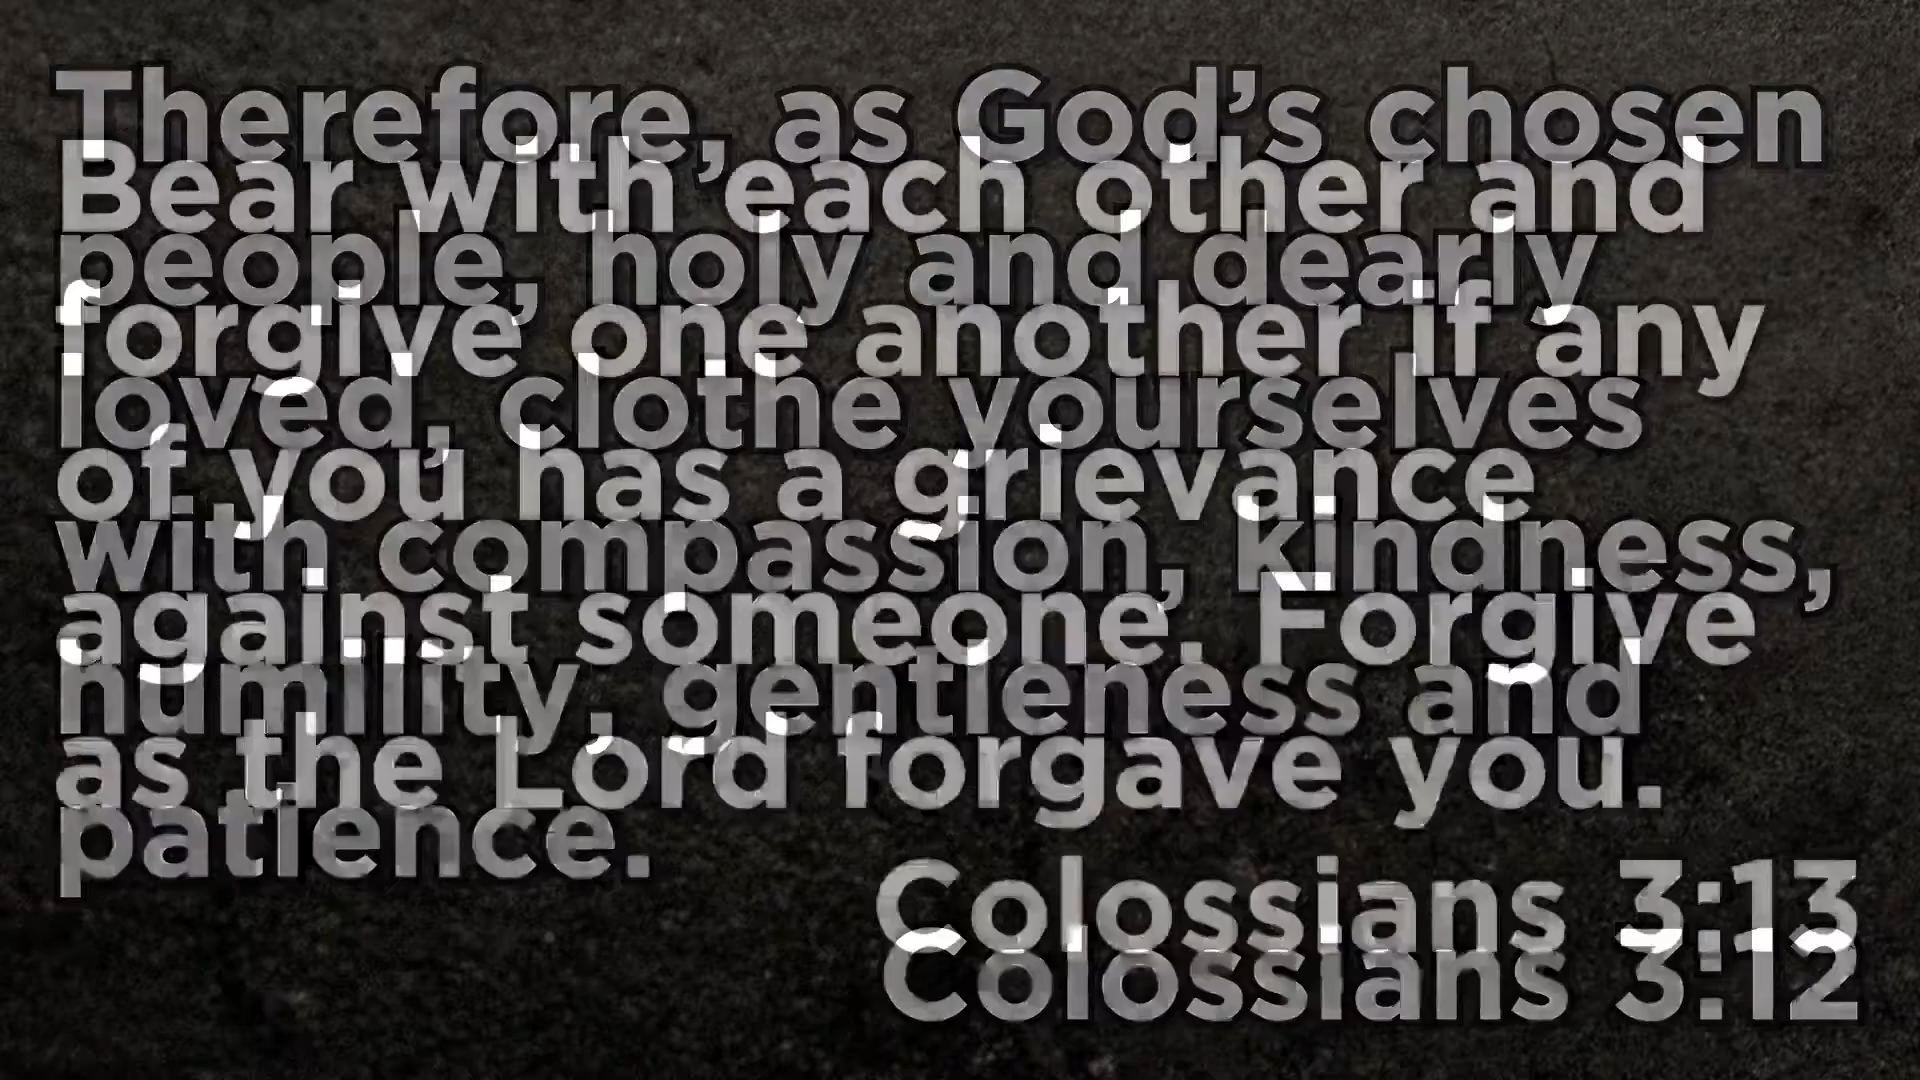 Therefore, as God’s chosen
people, holy and dearly
loved, clothe yourselves
with compassion, kindness,
humility, gentleness and
patience.
Colossians 3:12
Bear with each other and
forgive one another if any
of you has a grievance
against someone. Forgive
as the Lord forgave you.
Colossians 3:13